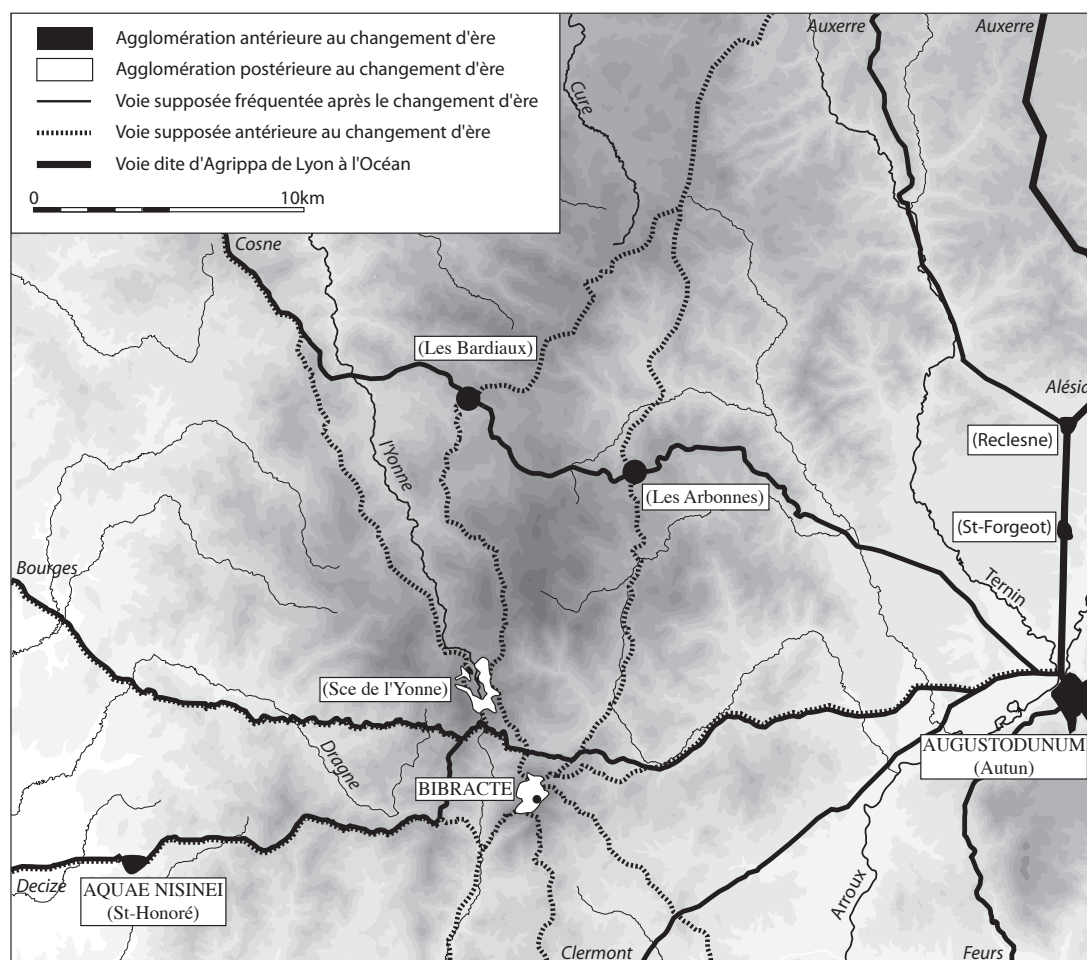 Agglomération antérieure au changement d'ère
Agglomération postérieure au changement d'ère
Voie supposée fréquentée après le changement d'ère
Voie supposée antérieure au changement d'ère
Voie dite d'Agrippa de Lyon à l'Océan
0
10km
Auxerre
Auxerre
Cure
Cosne
(Les Bardiaux)
Alésia
(Reclesne)
l'Yonne
(Les Arbonnes)
(St-Forgeot)
Bourges
Ternin
(Sce de l'Yonne)
Dragne
AUGUSTODUNUM
(Autun)
BIBRACTE
Decize
AQUAE NISINEI
(St-Honoré)
Arroux
Clermont
Feurs